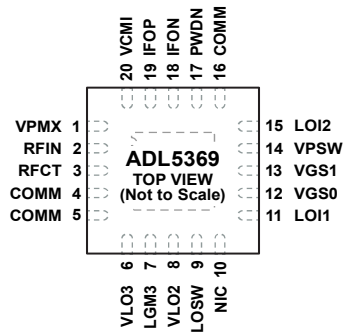 20 VCMI
19 IFOP
18 IFON
17 PWDN
16 COMM
VPMX 1
RFIN 2
RFCT 3
COMM 4
COMM 5
ADL5369
TOP VIEW
(Not to Scale)
15 LOI2
14 VPSW
13 VGS1
12 VGS0
11 LOI1
VLO3 6
LGM3 7
VLO2 8
LOSW 9
NIC 10